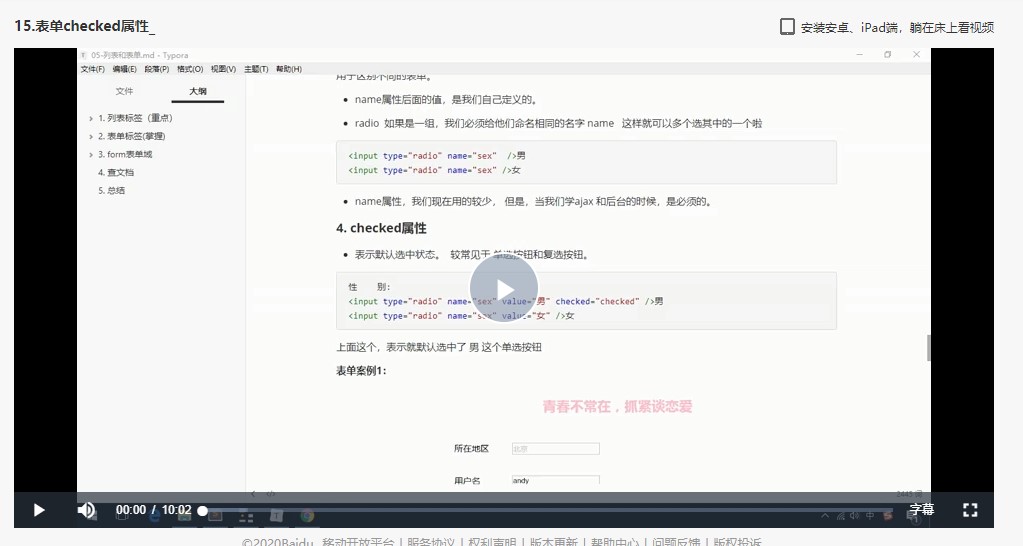 15.表单checked属性_
安装安卓、iPad端，躺在床上看视频
05-列表和表单.md - Typora
文件(F) 编辑(E) 段落(P) 格式(O) 视图(V) 主题(T) 帮助(H)
文件 大纲
1. 列表标签（重点）
2. 表单标签(掌握)
3. form表单域
4. 查文档
5. 总结
用于区别不同的表单。
name属性后面的值，是我们自己定义的。
radio 如果是一组，我们必须给他们命名相同的名字 name 这样就可以多个选其中的一个啦
<input type="radio" name="sex" />男
<input type="radio" name="sex" />女
name属性，我们现在用的较少， 但是，当我们学ajax 和后台的时候，是必须的。
4. checked属性
表示默认选中状态。 较常见于 单选按钮和复选按钮。
性 别:
<input type="radio" name="sex" value="男" checked="checked" />男
<input type="radio" name="sex" value="女" />女
上面这个，表示就默认选中了 男 这个单选按钮
表单案例1：
青春不常在，抓紧谈恋爱
所在地区 北京
用户名 andy
2443 词
00:00 / 10:02
字幕
©2020Baidu 移动开放平台 | 服务协议 | 权利声明 | 版本更新 | 帮助中心 | 问题反馈 | 版权投诉